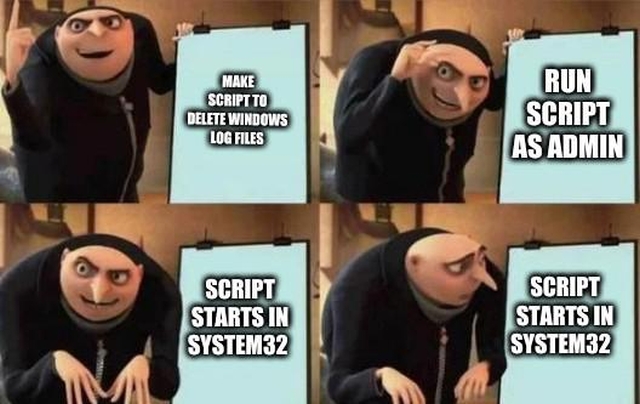 MAKE
SCRIPT TO
DELETE WINDOWS
LOG FILES
RUN
SCRIPT
AS ADMIN
SCRIPT
STARTS IN
SYSTEM32
SCRIPT
STARTS IN
SYSTEM32